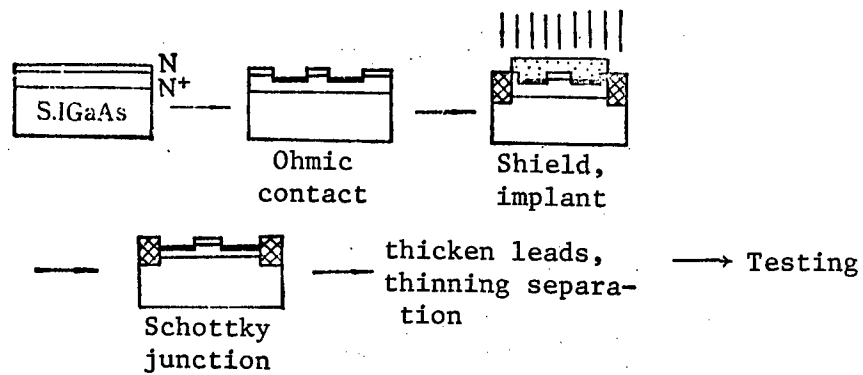 N
N+
S.IGaAs
Ohmic
contact
Shield,
implant
Schottky
junction
thicken leads,
thinning separa-
tion
Testing